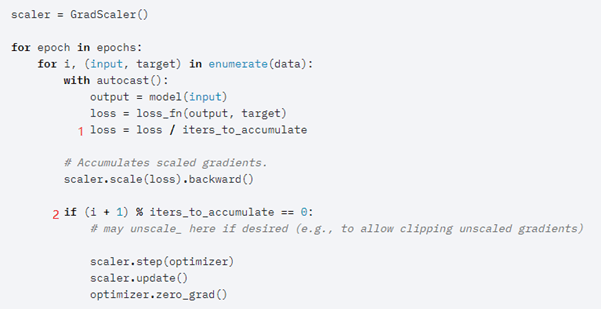 scaler = GradScaler()
for epoch in epochs:
    for i, (input, target) in enumerate(data):
        with autocast():
            output = model(input)
            loss = loss_fn(output, target)
          1 loss = loss / iters_to_accumulate
        # Accumulates scaled gradients.
        scaler.scale(loss).backward()
      2 if (i + 1) % iters_to_accumulate == 0:
            # may unscale_ here if desired (e.g., to allow clipping unscaled gradients)
            scaler.step(optimizer)
            scaler.update()
            optimizer.zero_grad()